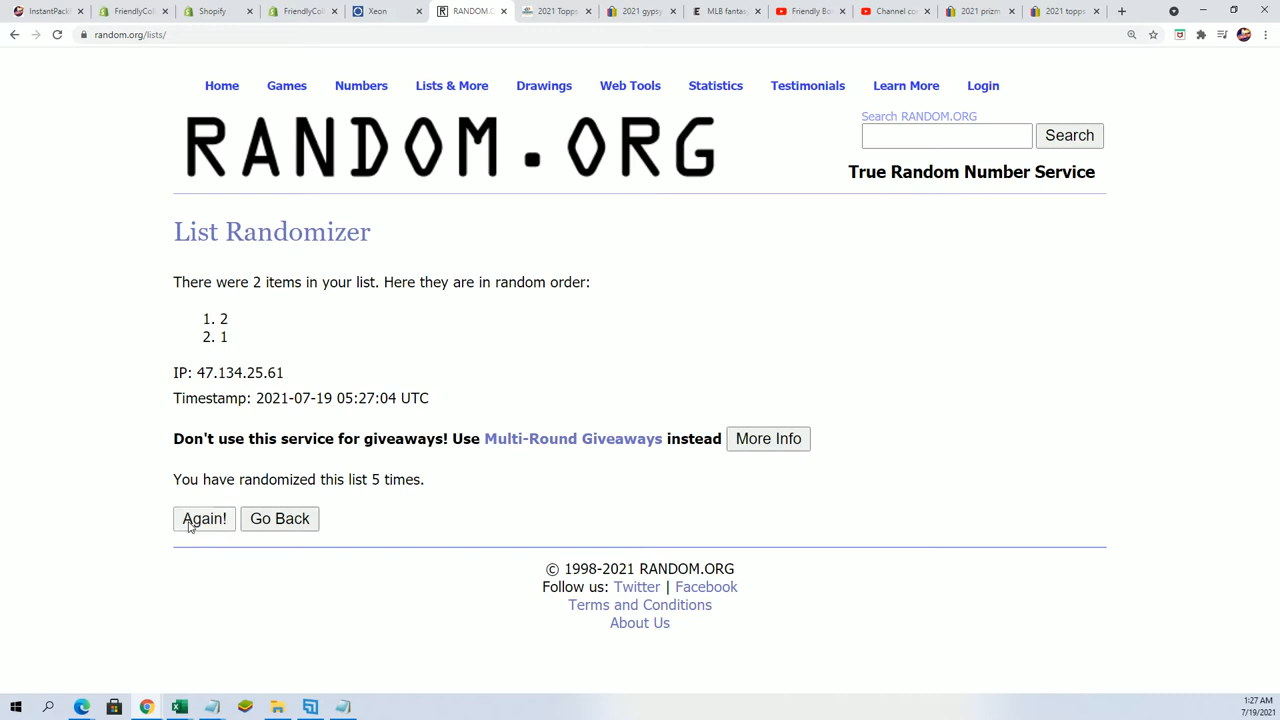 InstantPack
FriendlyColl
Shopify
FriendlyColl
Xeon
RANDOM.O
2021 Topps
2021 gypsy
MLB fantas
Friendly Bo
Channel co
2021 prizm
2021 topps
random.org/lists/
Home Games Numbers Lists & More Drawings Web Tools Statistics Testimonials Learn More Login
RANDOM.ORG
Search RANDOM.ORG
Search
True Random Number Service
List Randomizer
There were 2 items in your list. Here they are in random order:
1. 2
2. 1
IP: 47.134.25.61
Timestamp: 2021-07-19 05:27:04 UTC
Don't use this service for giveaways! Use Multi-Round Giveaways instead More Info
You have randomized this list 5 times.
Again! Go Back
© 1998-2021 RANDOM.ORG
Follow us: Twitter | Facebook
Terms and Conditions
About Us
1:27 AM
7/19/2021